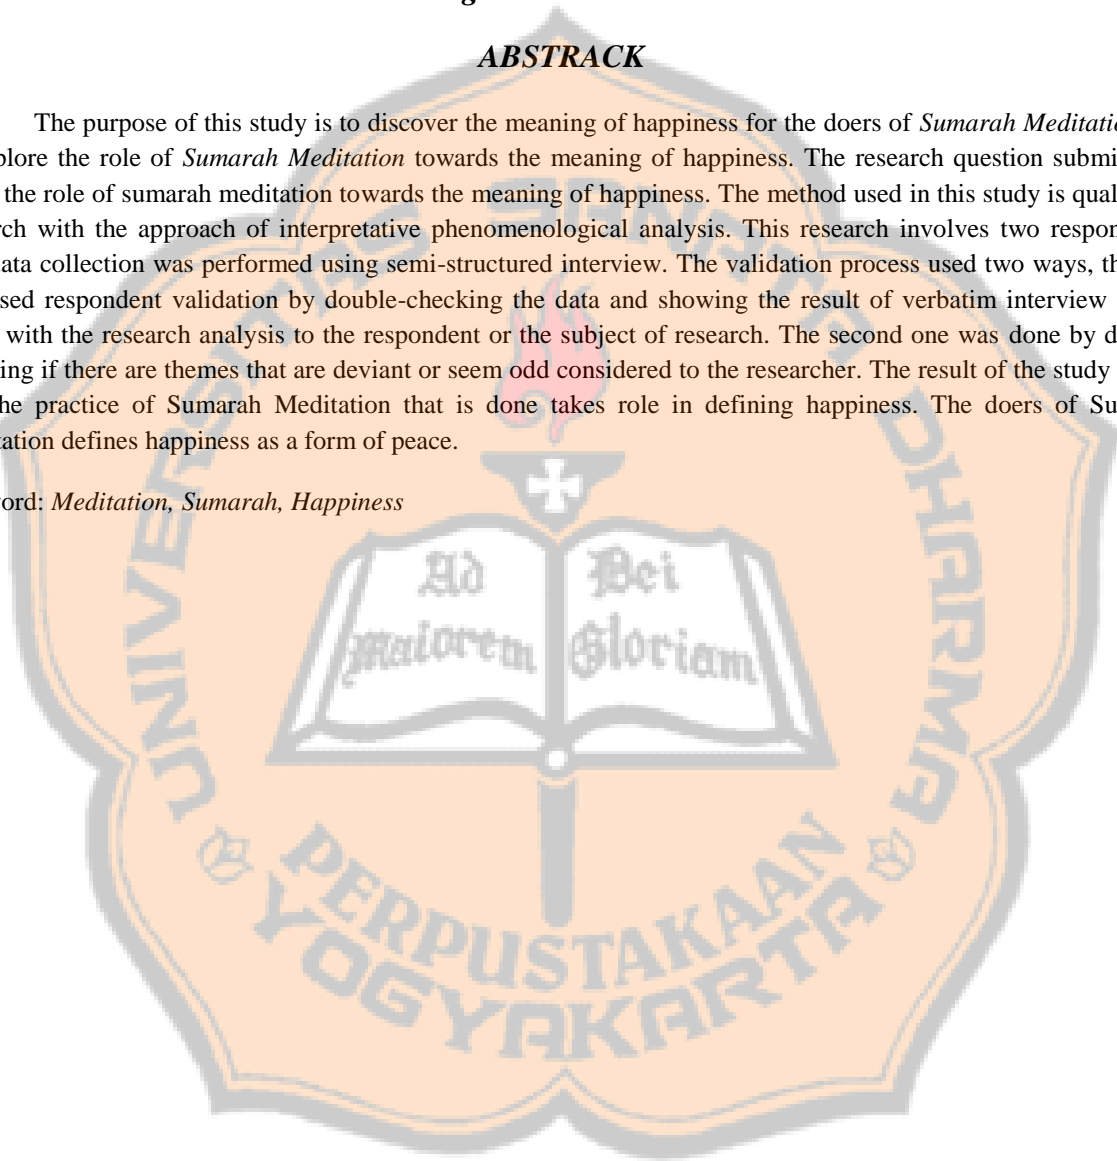 ABSTRACK
The purpose of this study is to discover the meaning of happiness for the doers of Sumarah Meditati
plore the role of Sumarah Meditation towards the meaning of happiness. The research question submi
the role of sumarah meditation towards the meaning of happiness. The method used in this study is qual
rch with the approach of interpretative phenomenological analysis. This research involves two respon
data collection was performed using semi-structured interview. The validation process used two ways, th
sed respondent validation by double-checking the data and showing the result of verbatim interview
with the research analysis to the respondent or the subject of research. The second one was done by d
ing if there are themes that are deviant or seem odd considered to the researcher. The result of the study
he practice of Sumarah Meditation that is done takes role in defining happiness. The doers of Su
tation defines happiness as a form of peace.
ord: Meditation, Sumarah, Happiness
UNIVERSITAS SANATA DHARMA
Ad Dei
maiorem Gloriam
PERPUSTAKAAN
YOGYAKARTA